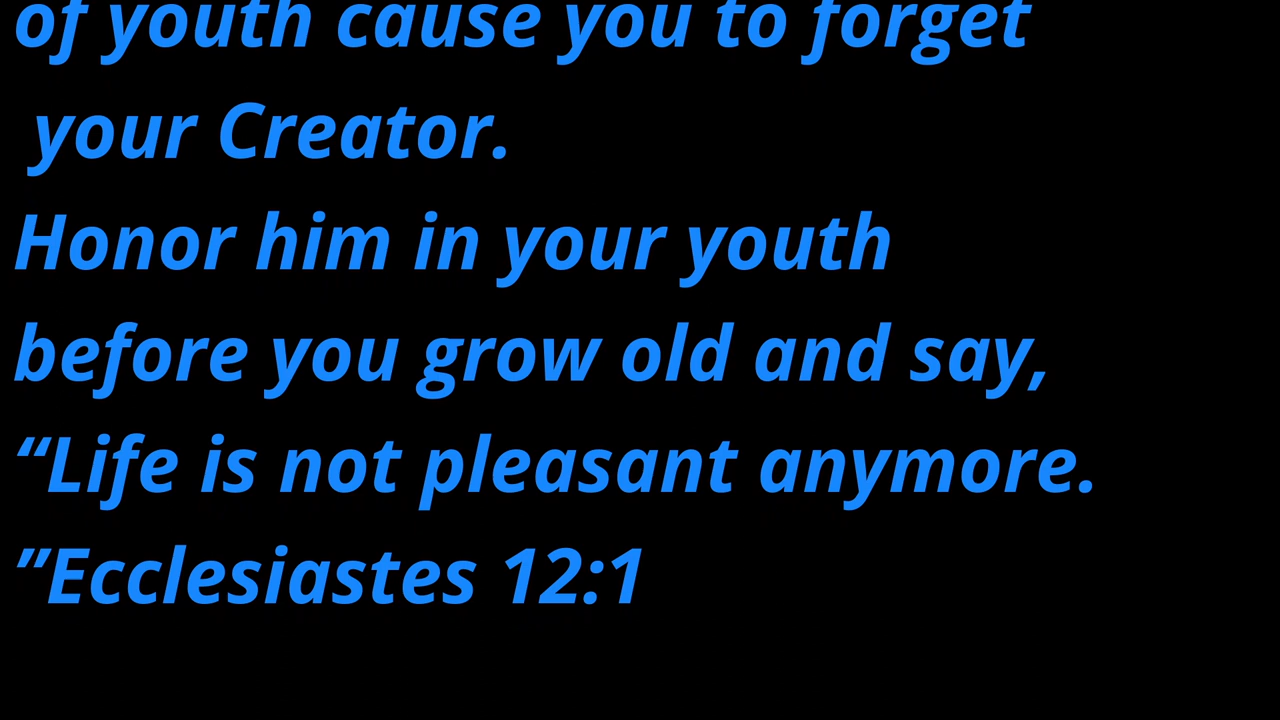 of youth cause you to forget
your Creator.
Honor him in your youth
before you grow old and say,
“Life is not pleasant anymore.
”Ecclesiastes 12:1